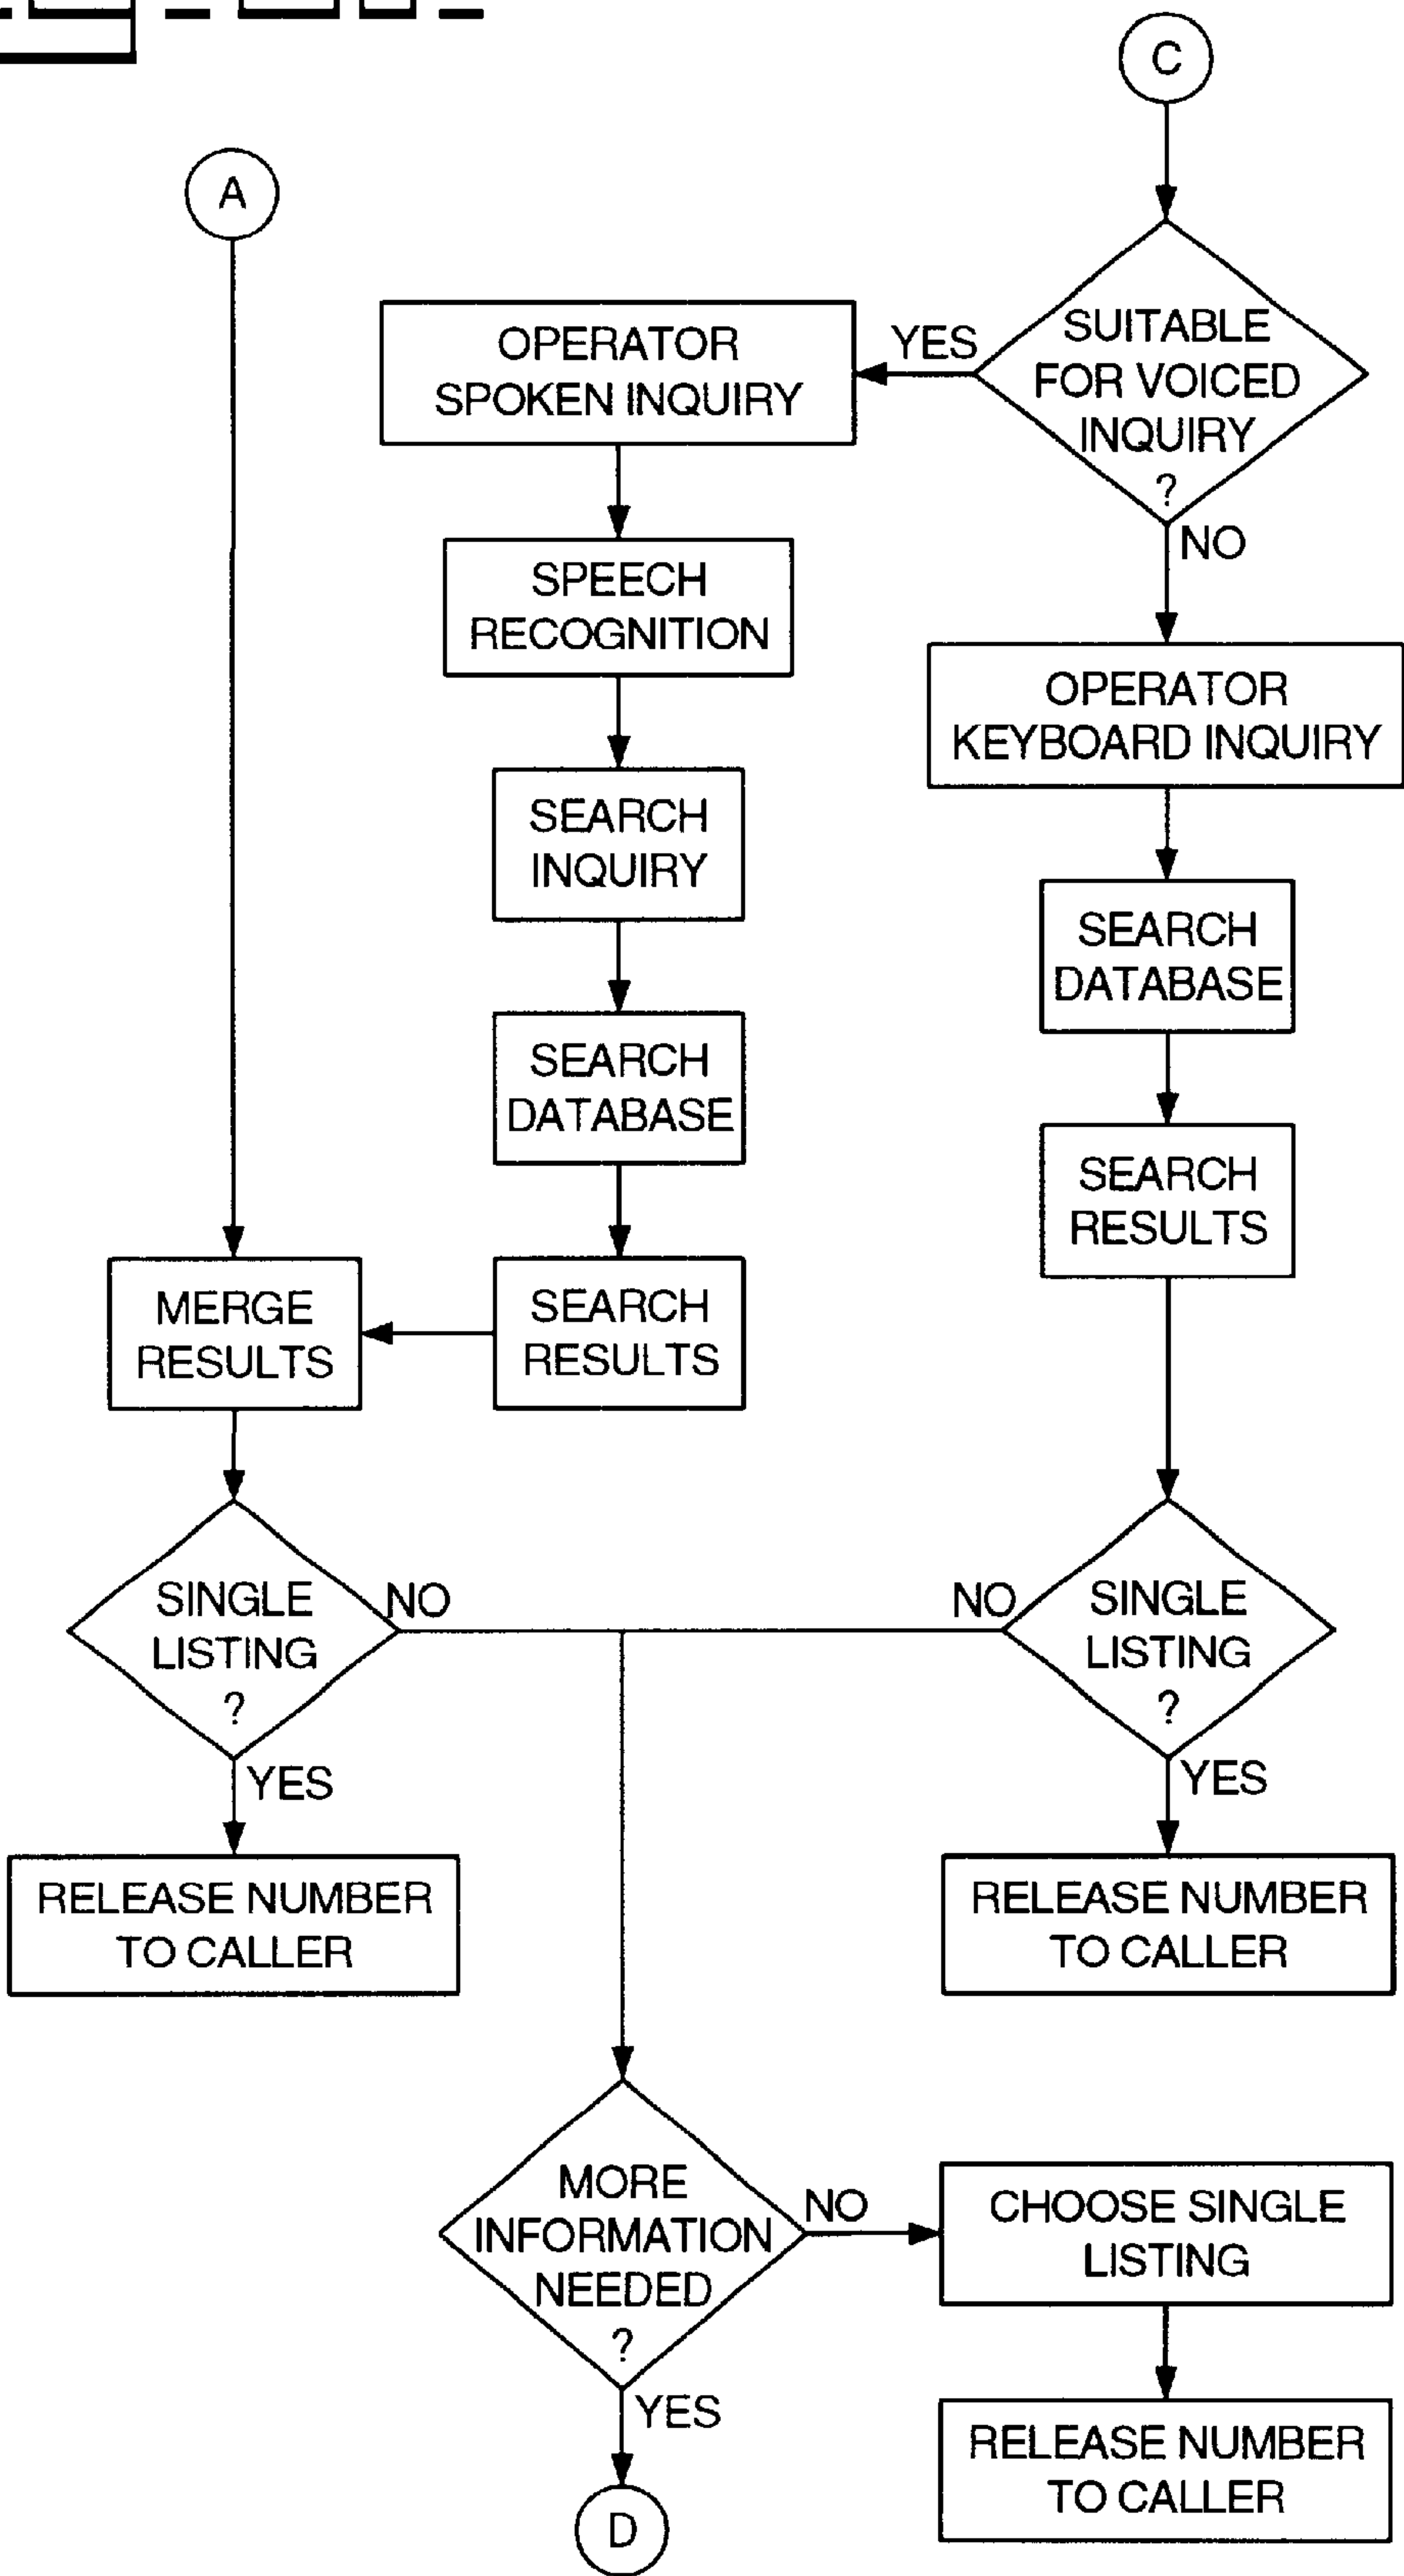 C
A
SUITABLE
FOR VOICED
INQUIRY
?
YES
NO
OPERATOR
SPOKEN INQUIRY
SPEECH
RECOGNITION
SEARCH
INQUIRY
SEARCH
DATABASE
SEARCH
RESULTS
OPERATOR
KEYBOARD INQUIRY
SEARCH
DATABASE
SEARCH
RESULTS
MERGE
RESULTS
SINGLE
LISTING
?
NO
YES
RELEASE NUMBER
TO CALLER
NO
SINGLE
LISTING
?
YES
RELEASE NUMBER
TO CALLER
MORE
INFORMATION
NEEDED
?
NO
CHOOSE SINGLE
LISTING
RELEASE NUMBER
TO CALLER
YES
D